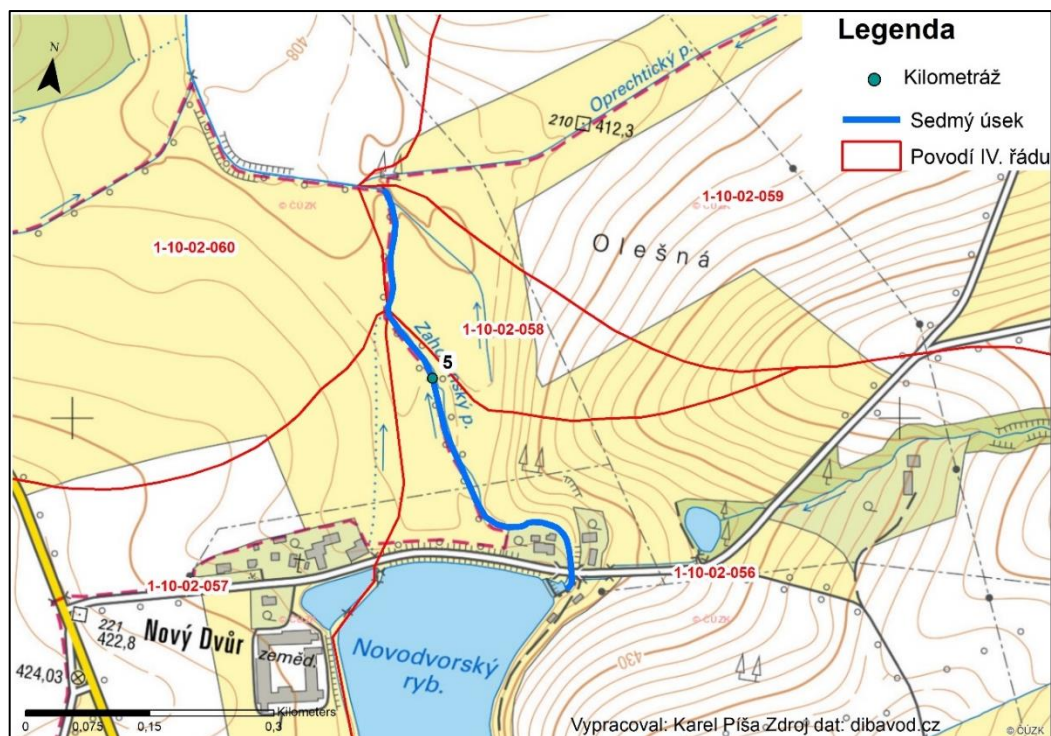 Legenda
Kilometráž
Sedmý úsek
Povodí IV. řádu
N
408
Oprechtický p.
210
412,3
© ČÚZK
1-10-02-059
© ČÚZK
1-10-02-060
Olešná
1-10-02-058
5
1-10-02-057
1-10-02-056
221
422,8
Nový Dvůr
© ČÚZK
© ČÚZK
zeměd.
Novodvorský
ryb.
430
424,03
0 0,075 0,15 0,3
Kilometers
Vypracoval: Karel Píša Zdroj dat: dibavod.cz
© ČÚZK